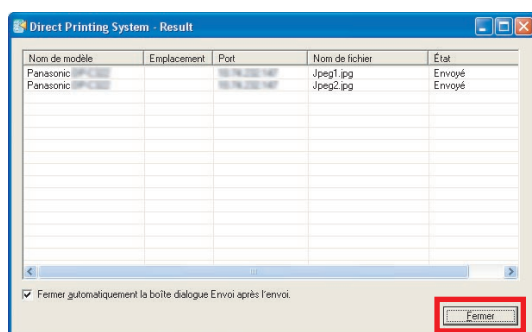 Direct Printing System - Result
Nom de modèle Emplacement Port Nom de fichier État
Panasonic Jpeg1.jpg Envoyé
Panasonic Jpeg2.jpg Envoyé
Fermer automatiquement la boîte dialogue Envoi après l'envoi.
Fermer